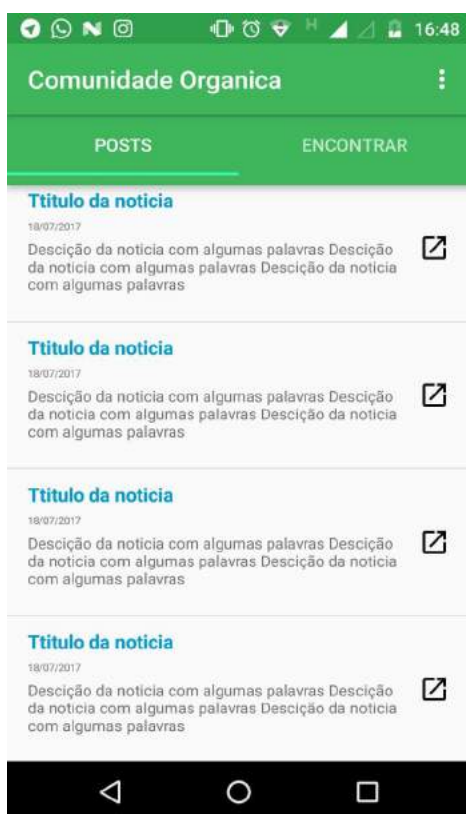 H 16:48
Comunidade Organica
POSTS ENCONTRAR
Ttitulo da noticia
18/07/2017
Descição da noticia com algumas palavras Descição
da noticia com algumas palavras Descição da noticia
com algumas palavras
Ttitulo da noticia
18/07/2017
Descição da noticia com algumas palavras Descição
da noticia com algumas palavras Descição da noticia
com algumas palavras
Ttitulo da noticia
18/07/2017
Descição da noticia com algumas palavras Descição
da noticia com algumas palavras Descição da noticia
com algumas palavras
Ttitulo da noticia
18/07/2017
Descição da noticia com algumas palavras Descição
da noticia com algumas palavras Descição da noticia
com algumas palavras